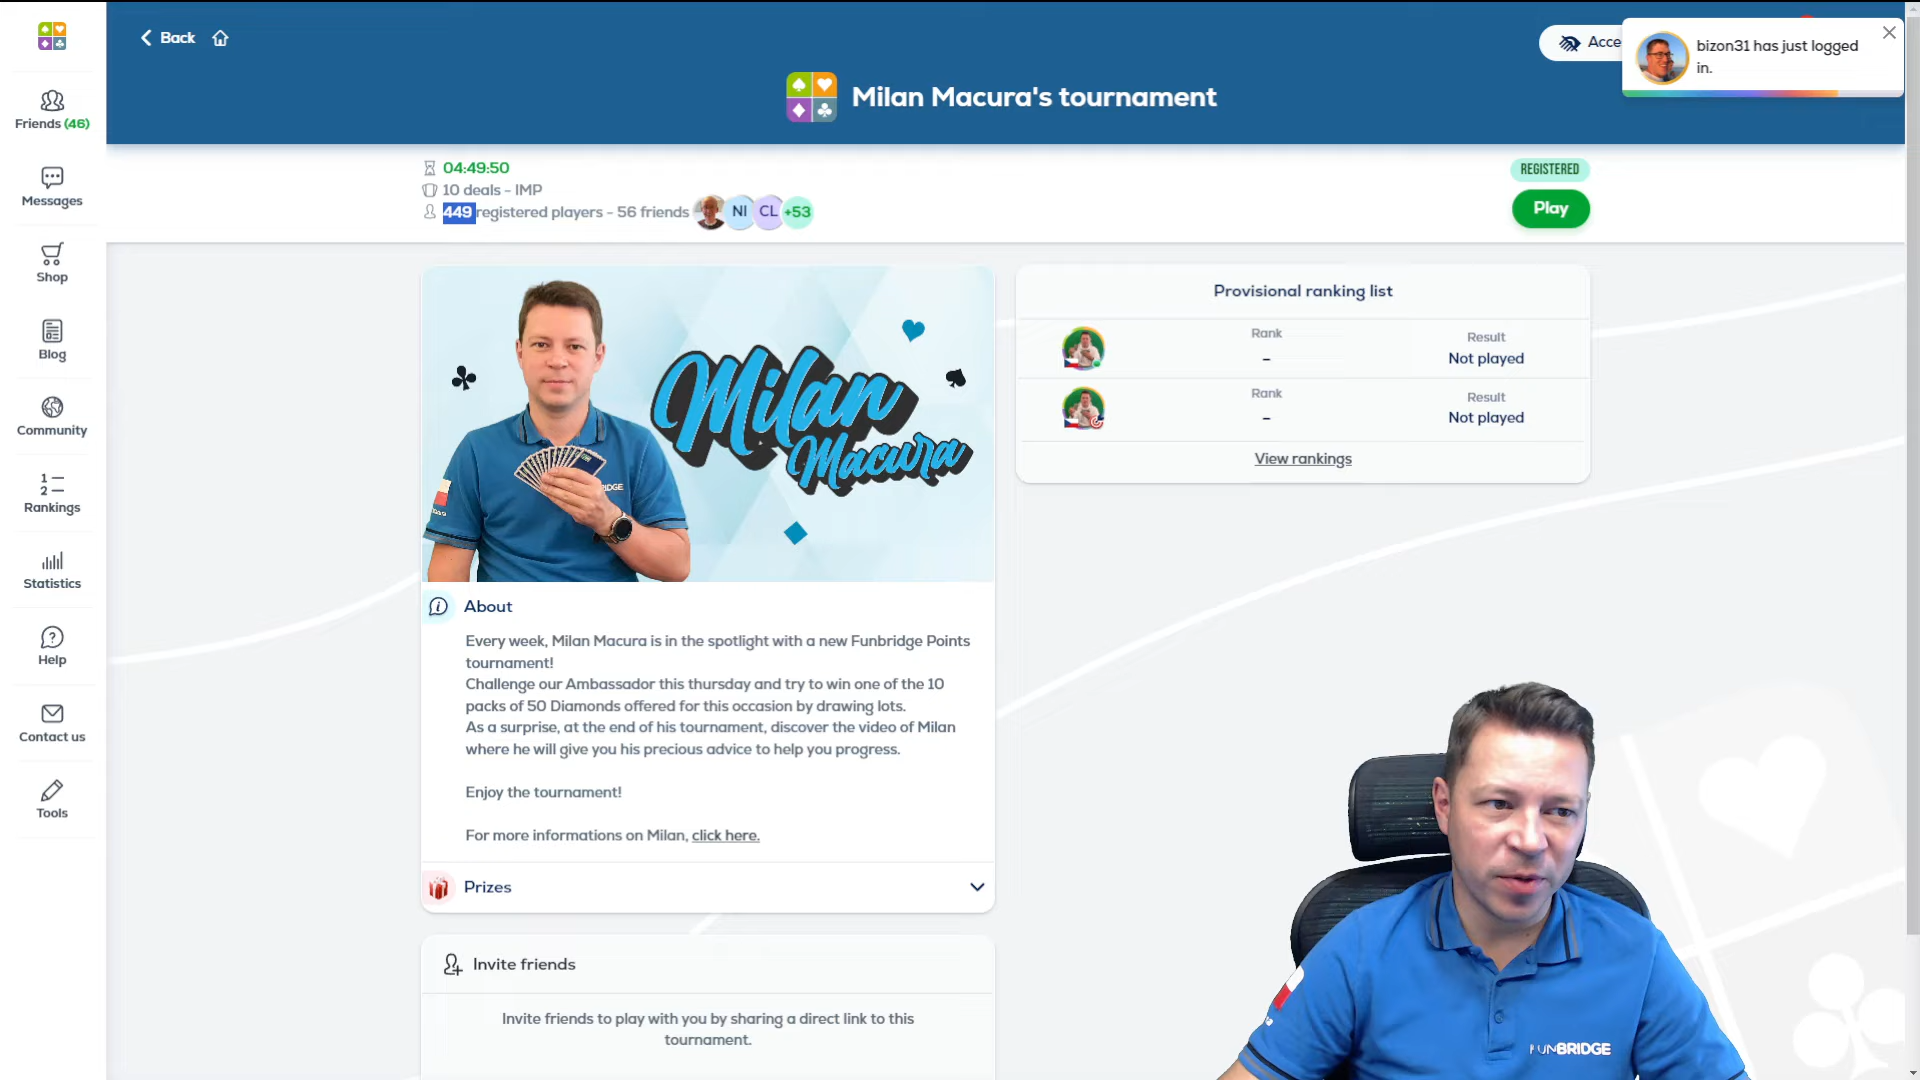 Back
Acce
bizon31 has just logged
in.
Milan Macura's tournament
Friends (46)
Messages
Shop
Blog
Community
1
2
Rankings
Statistics
Help
Contact us
Tools
04:49:50
10 deals - IMP
449 registered players - 56 friends NI CL +53
REGISTERED
Play
Milan
Macura
Provisional ranking list
Rank
-
Result
Not played
Rank
-
Result
Not played
View rankings
About
Every week, Milan Macura is in the spotlight with a new Funbridge Points
tournament!
Challenge our Ambassador this thursday and try to win one of the 10
packs of 50 Diamonds offered for this occasion by drawing lots.
As a surprise, at the end of his tournament, discover the video of Milan
where he will give you his precious advice to help you progress.
Enjoy the tournament!
For more informations on Milan, click here.
Prizes
Invite friends
Invite friends to play with you by sharing a direct link to this
tournament.
FUNBRIDGE